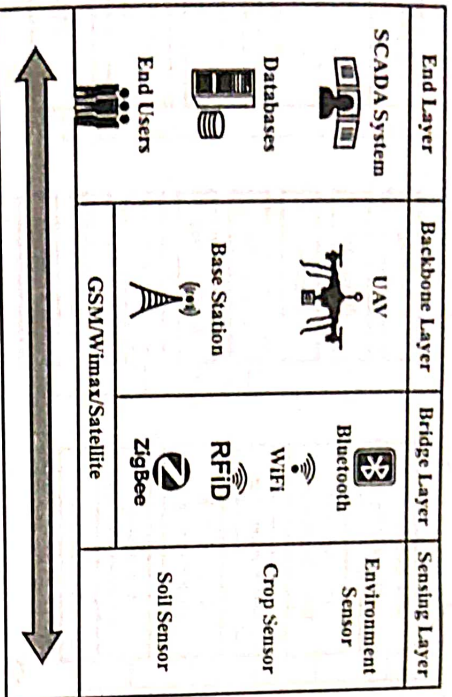 End Layer
SCADA System
Databases
End Users
Backbone Layer
UAV
Base Station
Bridge Layer
Bluetooth
WiFi
RFiD
ZigBee
GSM/Wimax/Satellite
Sensing Layer
Environment
Sensor
Crop Sensor
Soil Sensor